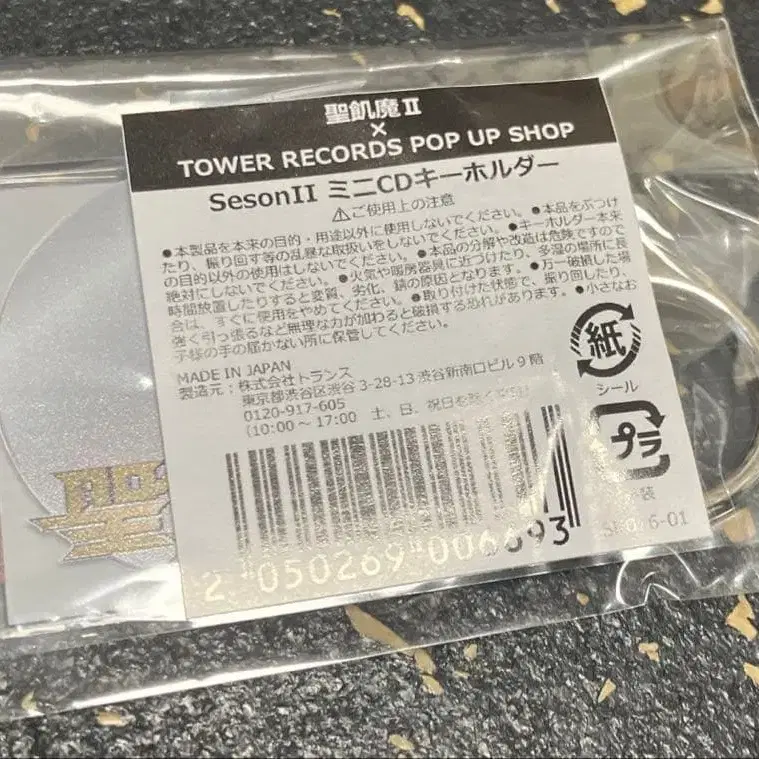 聖飢魔Ⅱ
×
TOWER RECORDS POP UP SHOP
SesonII ミニCDキーホルダー
⚠ご使用上の注意
●本製品を本来の目的・用途以外に使用しないでください。●本品をぶつけ
たり、振り回す等の乱暴な取扱いをしないでください。●キーホルダー本来
の目的以外の使用はしないでください。●本品の分解や改造は危険ですので
絶対にしないでください。●火気や暖房器具に近づけたり、多湿の場所に長
時間放置したりすると変質、劣化、錆の原因となります。●万一破損した場
合は、すぐに使用をやめてください。●取り付けた状態で、振り回したり、
強く引っ張るなど無理な力が加わると破損する恐れがあります。●小さなお
子様の手の届かない所に保管してください。
MADE IN JAPAN
製造元：株式会社トランス
東京都渋谷区渋谷 3-28-13 渋谷新南口ビル 9 階
0120-917-605
(10:00～17:00 土、日、祝日を除く
紙
シール
プラ
装
2 050269 006693
-01
聖